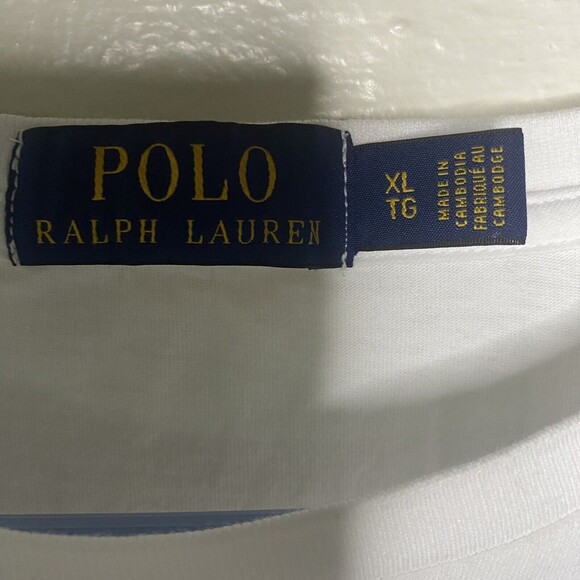 POLO
RALPH LAUREN
XL
TG
MADE IN
CAMBODIA
FABRIQUÉ AU
CAMBODGE